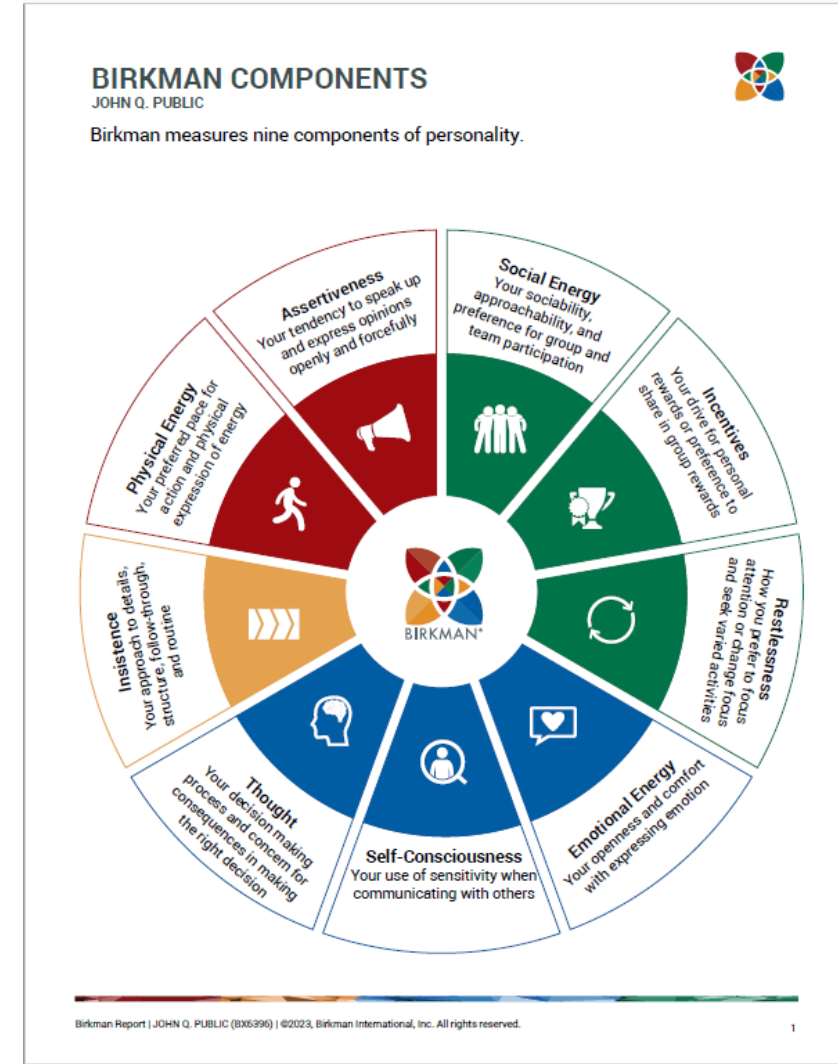 BIRKMAN COMPONENTS
JOHN Q. PUBLIC
Birkman measures nine components of personality.
Assertiveness
Your tendency to speak up
and express opinions
openly and forcefully
Social Energy
Your sociability,
approachability, and
preference for group and
team participation
Physical Energy
Your preferred pace for
action and physical
expression of energy
Incentives
Your drive for personal
rewards or preference to
share in group rewards
Insistence
Your approach to details,
structure, follow-through,
and routine
BIRKMAN®
Restlessness
How you prefer to focus
attention or change focus
and seek varied activities
Thought
Your decision making
process and concern for
consequences in making
the right decision
Self-Consciousness
Your use of sensitivity when
communicating with others
Emotional Energy
Your openness and comfort
with expressing emotion
Birkman Report | JOHN Q. PUBLIC (BX6396) | ©2023, Birkman International, Inc. All rights reserved.
1